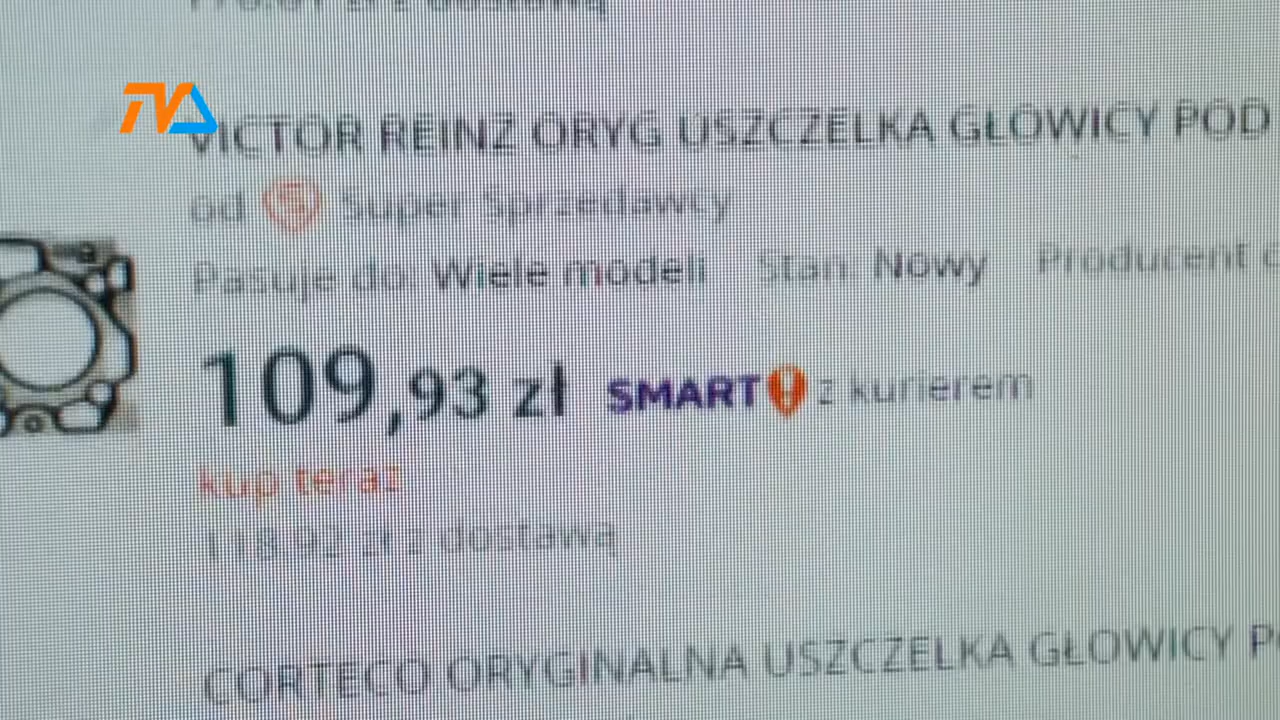 VICTOR REINZ ORYG USZCZELKA GŁOWICY POD
od Super Sprzedawcy
Pasuje do: Wiele modeli Stan: Nowy Producent
109,93 zł SMART! z kurierem
kup teraz
118,92 zł z dostawą
CORTECO ORYGINALNA USZCZELKA GŁOWICY